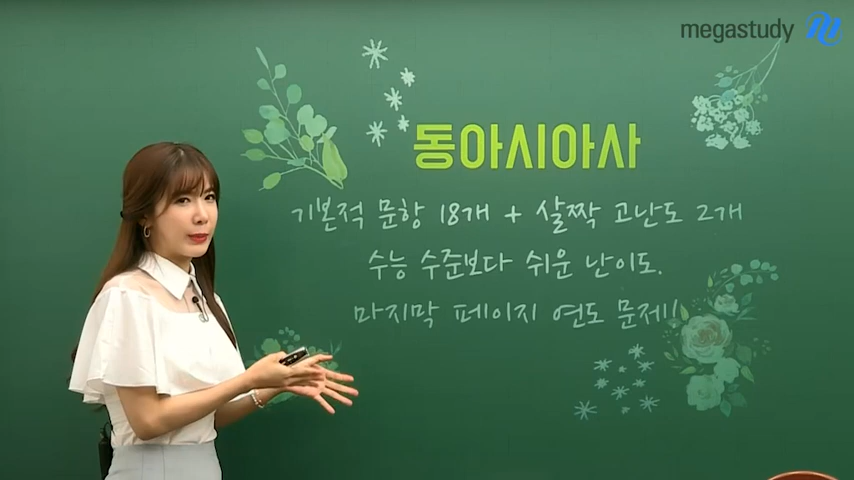 megastudy
동아시아사
기본적 문항 18개 + 살짝 고난도 2개
수능 수준보다 쉬운 난이도.
마지막 페이지 연도 문제!!